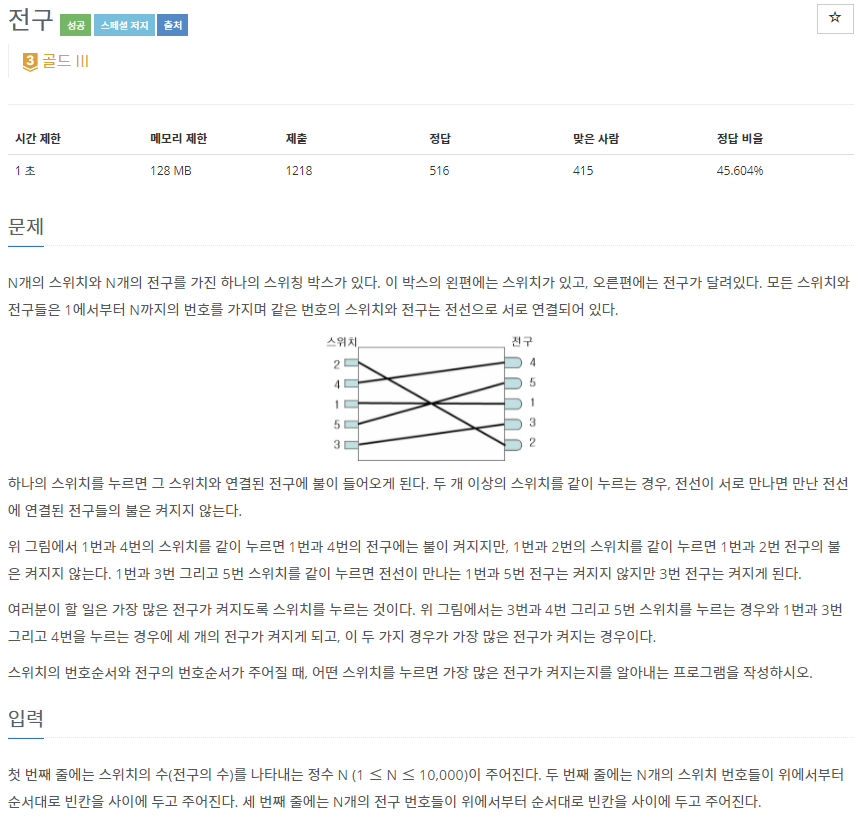 전구 성공 스페셜 저지 출처 ☆
3 골드 III
시간 제한 메모리 제한 제출 정답 맞은 사람 정답 비율
1 초 128 MB 1218 516 415 45.604%
문제
N개의 스위치와 N개의 전구를 가진 하나의 스위칭 박스가 있다. 이 박스의 왼편에는 스위치가 있고, 오른편에는 전구가 달려있다. 모든 스위치와
전구들은 1에서부터 N까지의 번호를 가지며 같은 번호의 스위치와 전구는 전선으로 서로 연결되어 있다.
스위치 전구
2 4
4 5
1 1
5 3
3 2
하나의 스위치를 누르면 그 스위치와 연결된 전구에 불이 들어오게 된다. 두 개 이상의 스위치를 같이 누르는 경우, 전선이 서로 만나면 만난 전선
에 연결된 전구들의 불은 켜지지 않는다.
위 그림에서 1번과 4번의 스위치를 같이 누르면 1번과 4번의 전구에는 불이 켜지지만, 1번과 2번의 스위치를 같이 누르면 1번과 2번 전구의 불
은 켜지지 않는다. 1번과 3번 그리고 5번 스위치를 같이 누르면 전선이 만나는 1번과 5번 전구는 켜지지 않지만 3번 전구는 켜지게 된다.
여러분이 할 일은 가장 많은 전구가 켜지도록 스위치를 누르는 것이다. 위 그림에서는 3번과 4번 그리고 5번 스위치를 누르는 경우와 1번과 3번
그리고 4번을 누르는 경우에 세 개의 전구가 켜지게 되고, 이 두 가지 경우가 가장 많은 전구가 켜지는 경우이다.
스위치의 번호순서와 전구의 번호순서가 주어질 때, 어떤 스위치를 누르면 가장 많은 전구가 켜지는지를 알아내는 프로그램을 작성하시오.
입력
첫 번째 줄에는 스위치의 수(전구의 수)를 나타내는 정수 N (1 ≤ N ≤ 10,000)이 주어진다. 두 번째 줄에는 N개의 스위치 번호들이 위에서부터
순서대로 빈칸을 사이에 두고 주어진다. 세 번째 줄에는 N개의 전구 번호들이 위에서부터 순서대로 빈칸을 사이에 두고 주어진다.